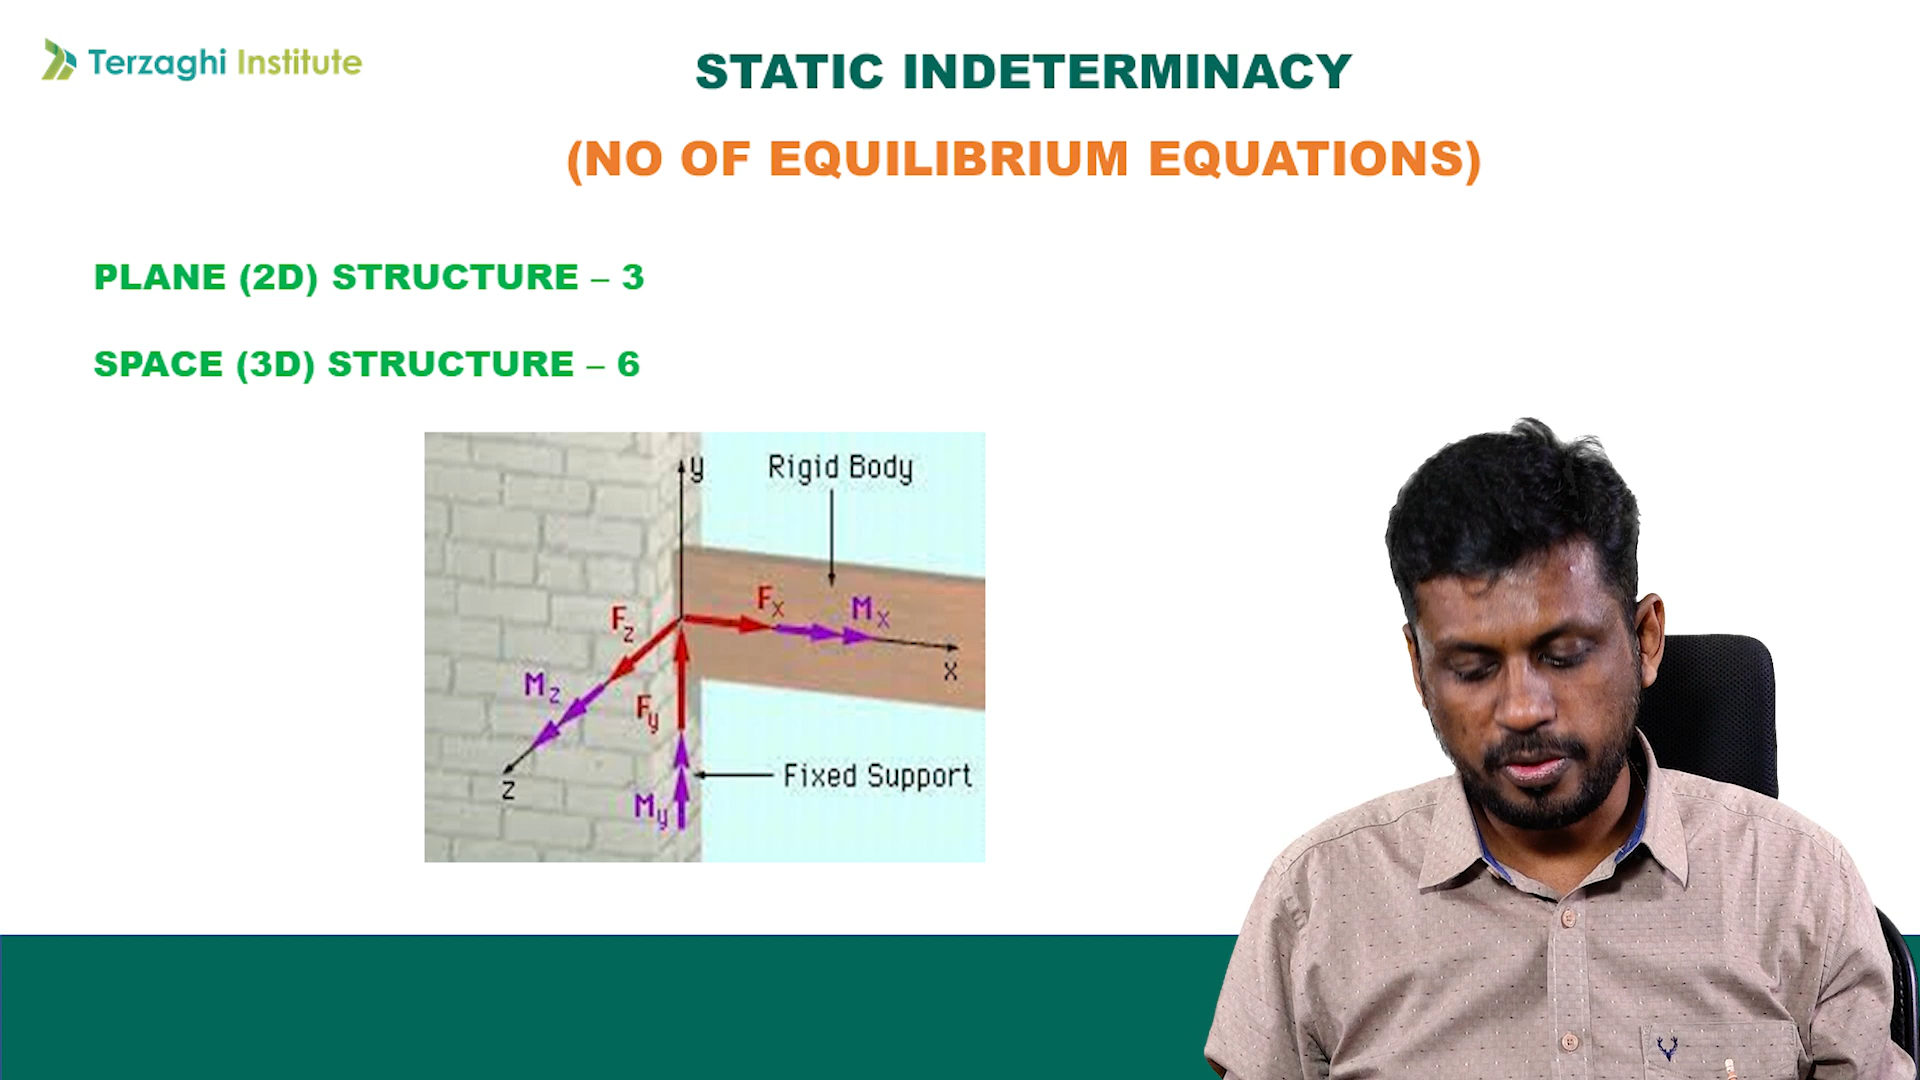 Terzaghi Institute
STATIC INDETERMINACY
(NO OF EQUILIBRIUM EQUATIONS)
PLANE (2D) STRUCTURE – 3
SPACE (3D) STRUCTURE – 6
y
Rigid Body
Fx
Mx
Fz
x
Mz
Fy
z
Fixed Support
My